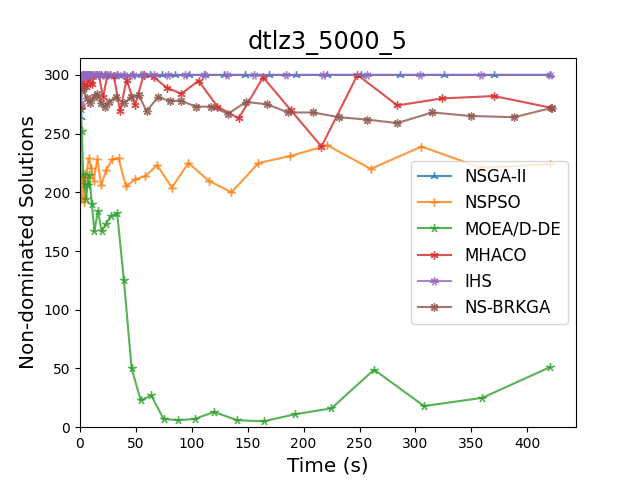 dtlz3_5000_5
Non-dominated Solutions
300
250
200
150
100
50
0
0 50 100 150 200 250 300 350 400
Time (s)
NSGA-II
NSPSO
MOEA/D-DE
MHACO
IHS
NS-BRKGA